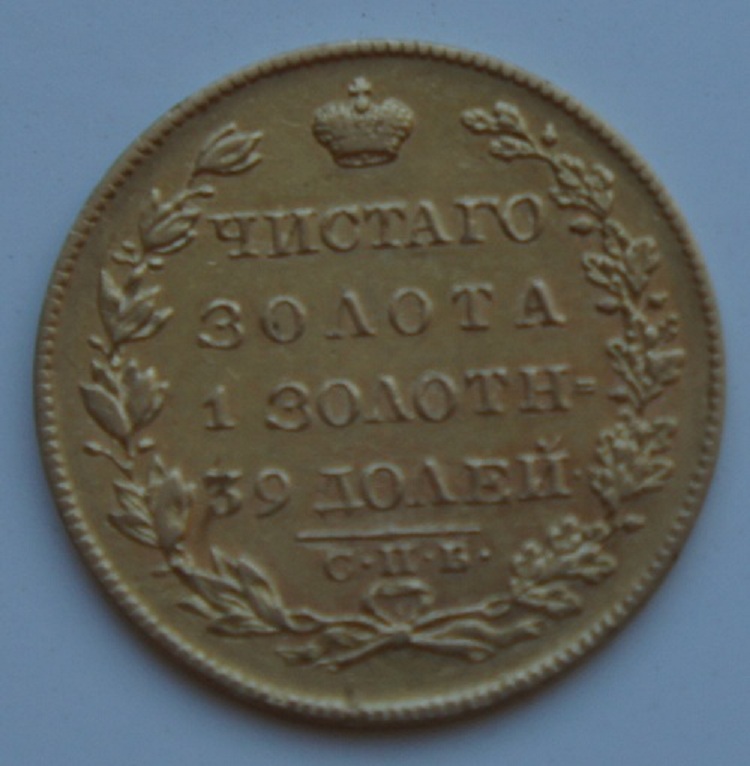 ЧИСТАГО
ЗОЛОТА
1 ЗОЛОТН=
39 ДОЛЕЙ·
С·П·Б·